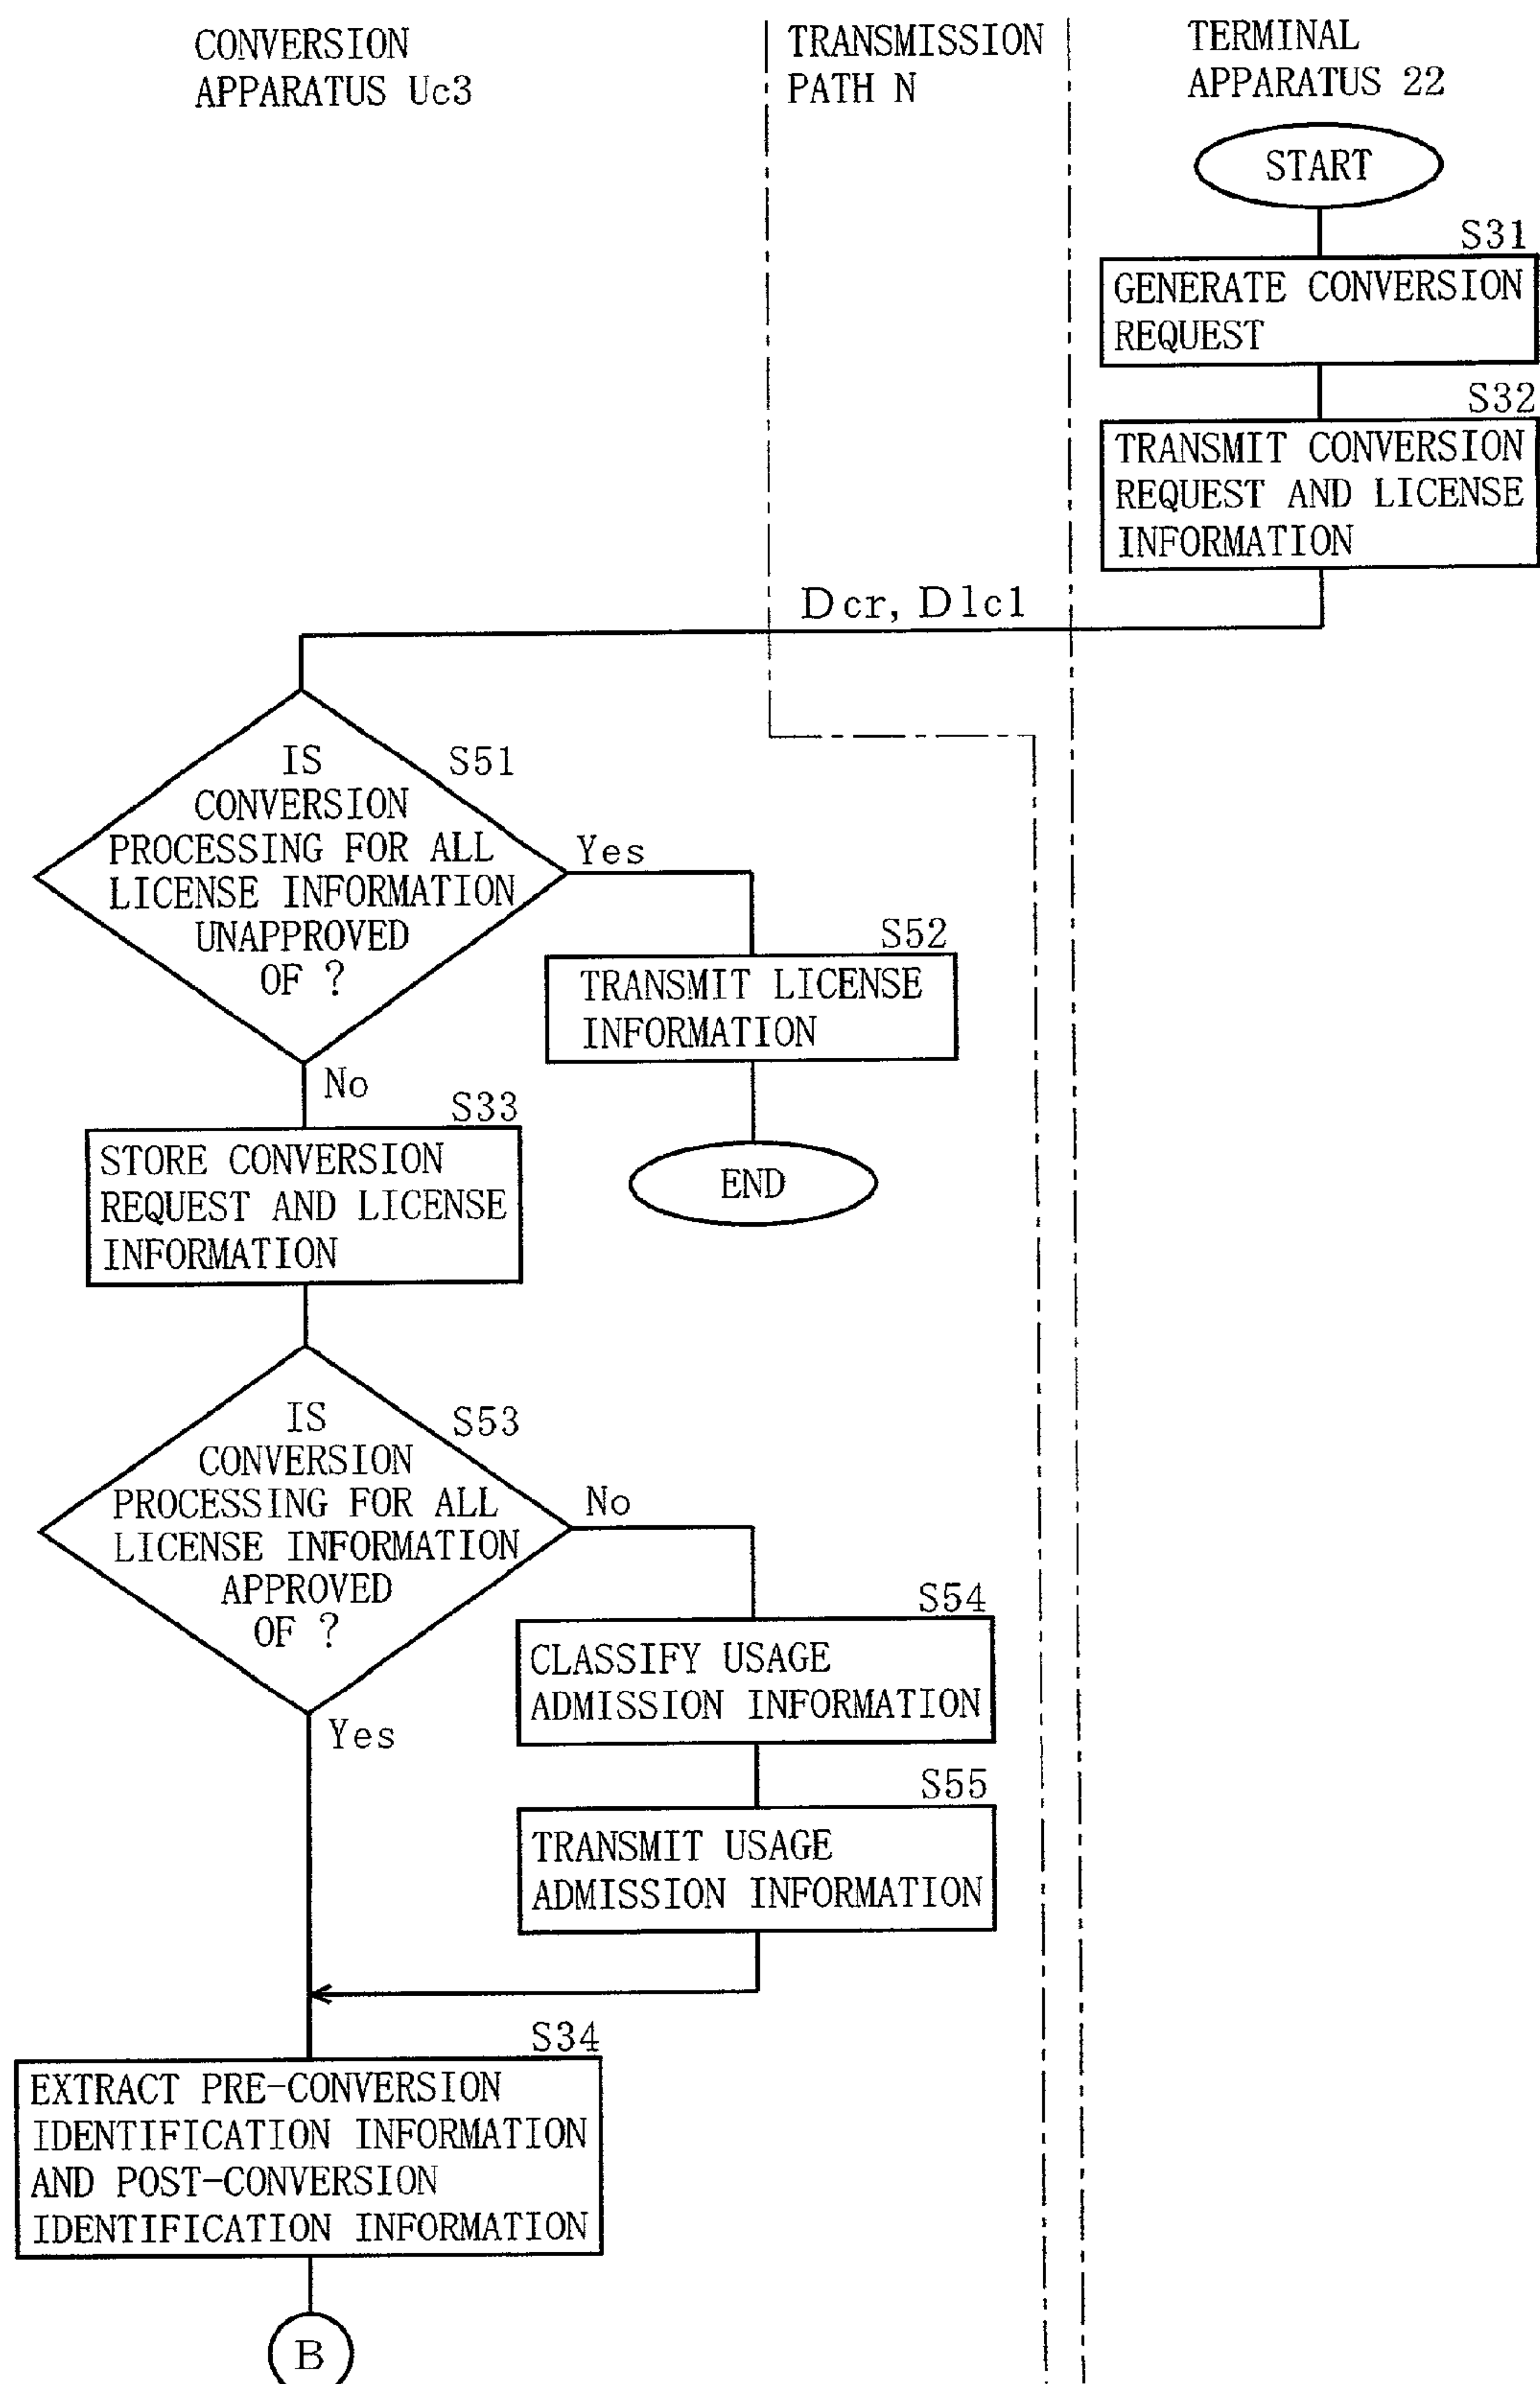 CONVERSION
APPARATUS Uc3
TRANSMISSION
PATH N
TERMINAL
APPARATUS 22
START
S31
GENERATE CONVERSION
REQUEST
S32
TRANSMIT CONVERSION
REQUEST AND LICENSE
INFORMATION
Dcr, Dlc1
IS
CONVERSION
PROCESSING FOR ALL
LICENSE INFORMATION
UNAPPROVED
OF ?
S51
Yes
S52
TRANSMIT LICENSE
INFORMATION
END
No
S33
STORE CONVERSION
REQUEST AND LICENSE
INFORMATION
IS
CONVERSION
PROCESSING FOR ALL
LICENSE INFORMATION
APPROVED
OF ?
S53
No
S54
CLASSIFY USAGE
ADMISSION INFORMATION
S55
TRANSMIT USAGE
ADMISSION INFORMATION
Yes
S34
EXTRACT PRE-CONVERSION
IDENTIFICATION INFORMATION
AND POST-CONVERSION
IDENTIFICATION INFORMATION
B